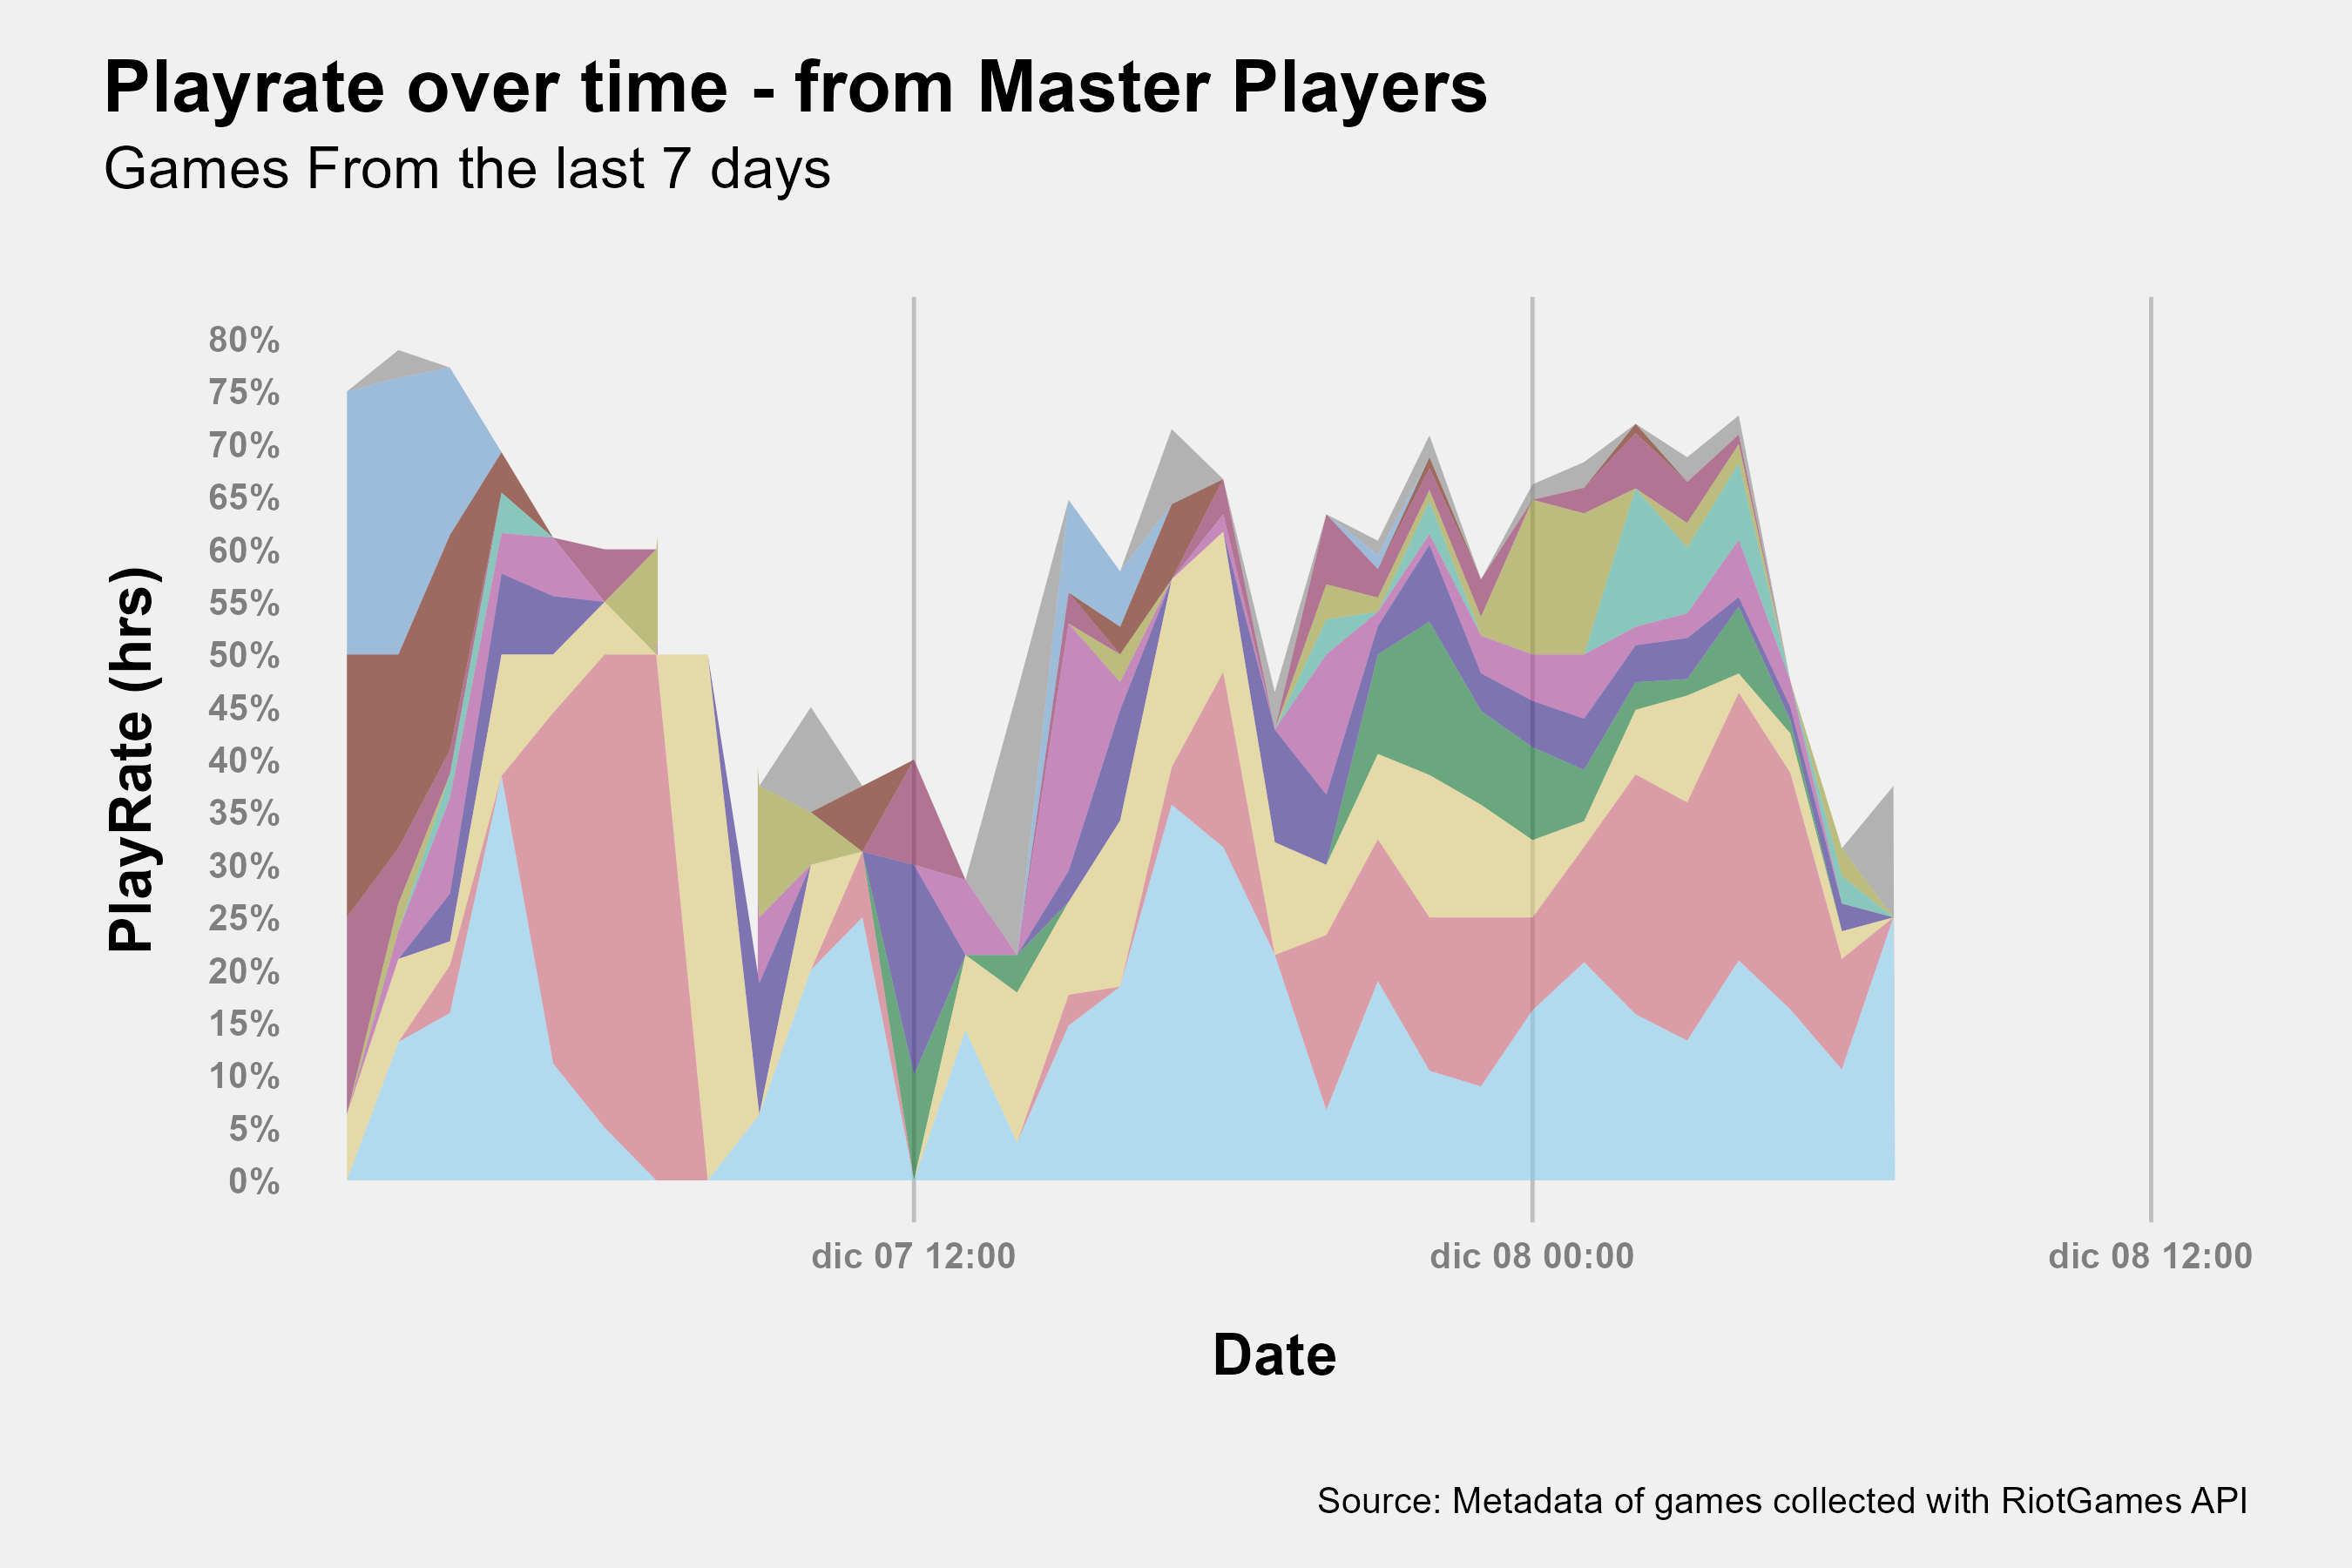 Playrate over time - from Master Players
Games From the last 7 days
PlayRate (hrs)
80%
75%
70%
65%
60%
55%
50%
45%
40%
35%
30%
25%
20%
15%
10%
5%
0%
dic 07 12:00
dic 08 00:00
dic 08 12:00
Date
Source: Metadata of games collected with RiotGames API